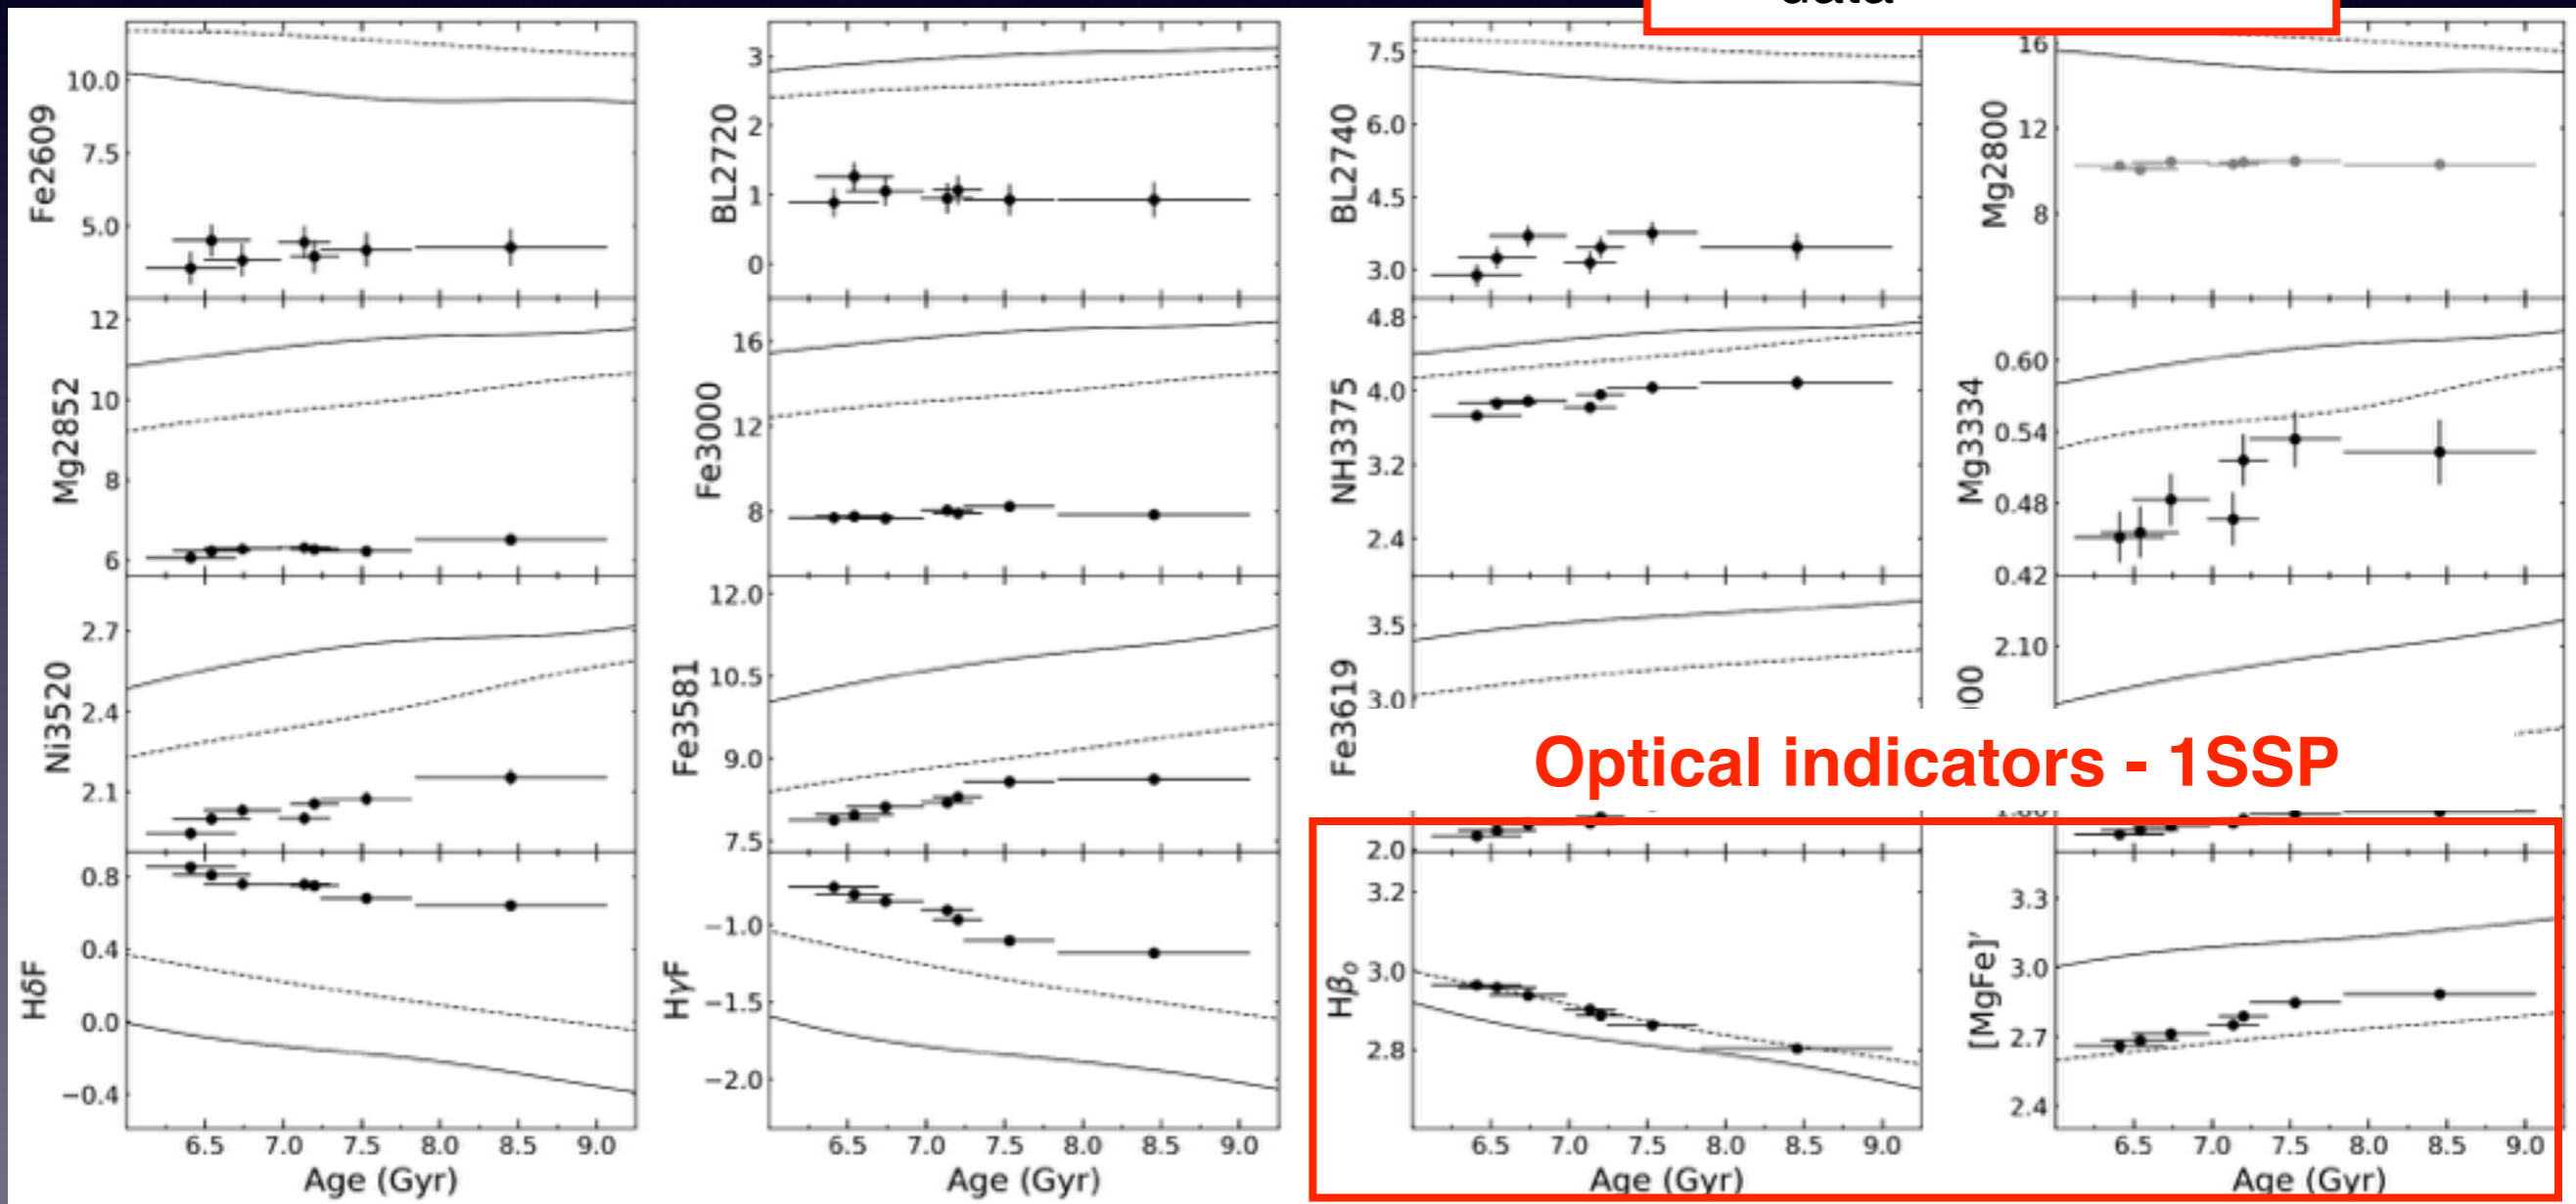 data
Fe2609
10.0
7.5
5.0
BL2720
3
2
1
0
BL2740
7.5
6.0
4.5
3.0
Mg2800
16
12
8
Mg2852
12
10
8
6
Fe3000
16
12
8
NH3375
4.8
4.0
3.2
2.4
Mg3334
0.60
0.54
0.48
0.42
Ni3520
2.7
2.4
2.1
Fe3581
12.0
10.5
9.0
7.5
Fe3619
3.5
3.0
2.0
00
2.10
Optical indicators - 1SSP
HδF
0.8
0.4
0.0
−0.4
6.5 7.0 7.5 8.0 8.5 9.0
Age (Gyr)
HγF
−1.0
−1.5
−2.0
6.5 7.0 7.5 8.0 8.5 9.0
Age (Gyr)
Hβo
3.2
3.0
2.8
6.5 7.0 7.5 8.0 8.5 9.0
Age (Gyr)
[MgFe]′
3.3
3.0
2.7
2.4
6.5 7.0 7.5 8.0 8.5 9.0
Age (Gyr)